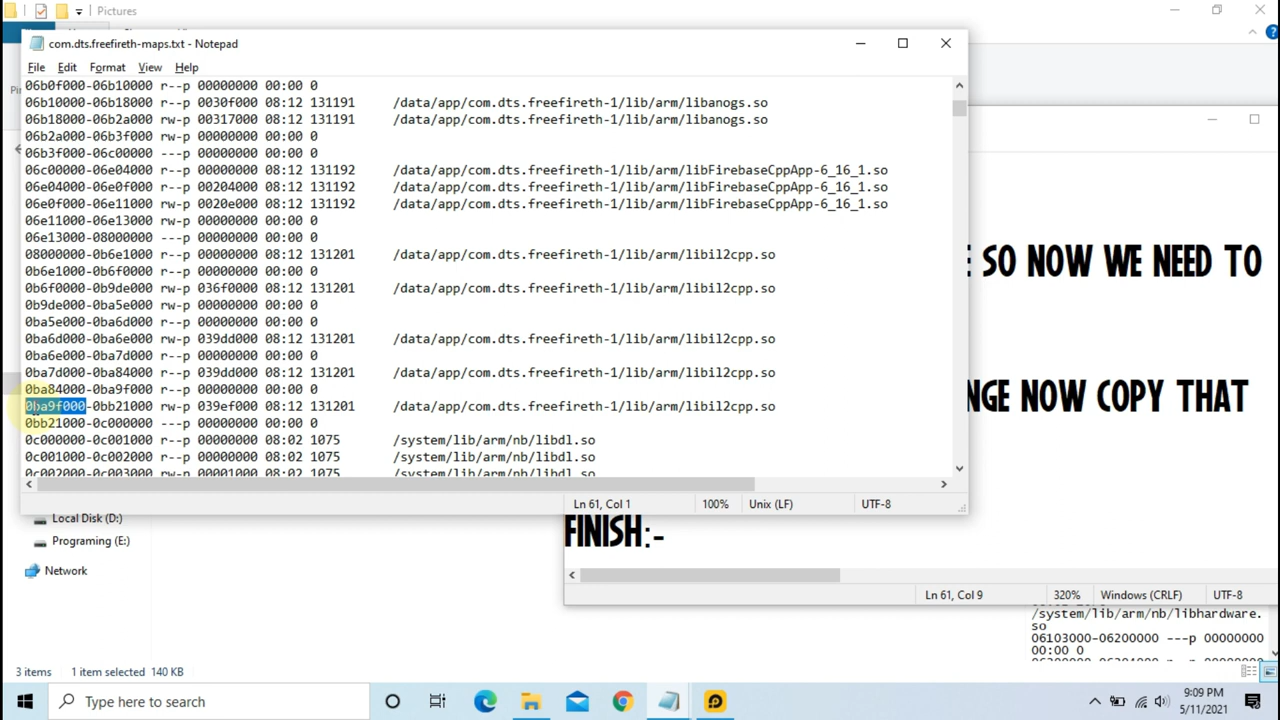 Pictures
com.dts.freefireth-maps.txt - Notepad
File Edit Format View Help
06b0f000-06b10000 r--p 00000000 00:00 0
06b10000-06b18000 r--p 0030f000 08:12 131191 /data/app/com.dts.freefireth-1/lib/arm/libanogs.so
06b18000-06b2a000 rw-p 00317000 08:12 131191 /data/app/com.dts.freefireth-1/lib/arm/libanogs.so
06b2a000-06b3f000 rw-p 00000000 00:00 0
06b3f000-06c00000 ---p 00000000 00:00 0
06c00000-06e04000 r--p 00000000 08:12 131192 /data/app/com.dts.freefireth-1/lib/arm/libFirebaseCppApp-6_16_1.so
06e04000-06e0f000 r--p 00204000 08:12 131192 /data/app/com.dts.freefireth-1/lib/arm/libFirebaseCppApp-6_16_1.so
06e0f000-06e11000 rw-p 0020e000 08:12 131192 /data/app/com.dts.freefireth-1/lib/arm/libFirebaseCppApp-6_16_1.so
06e11000-06e13000 rw-p 00000000 00:00 0
06e13000-08000000 ---p 00000000 00:00 0
08000000-0b6e1000 r--p 00000000 08:12 131201 /data/app/com.dts.freefireth-1/lib/arm/libil2cpp.so
0b6e1000-0b6f0000 r--p 00000000 00:00 0
0b6f0000-0b9de000 rw-p 036f0000 08:12 131201 /data/app/com.dts.freefireth-1/lib/arm/libil2cpp.so
0b9de000-0ba5e000 rw-p 00000000 00:00 0
0ba5e000-0ba6d000 r--p 00000000 00:00 0
0ba6d000-0ba6e000 rw-p 039dd000 08:12 131201 /data/app/com.dts.freefireth-1/lib/arm/libil2cpp.so
0ba6e000-0ba7d000 r--p 00000000 00:00 0
0ba7d000-0ba84000 r--p 039dd000 08:12 131201 /data/app/com.dts.freefireth-1/lib/arm/libil2cpp.so
0ba84000-0ba9f000 r--p 00000000 00:00 0
0ba9f000-0bb21000 rw-p 039ef000 08:12 131201 /data/app/com.dts.freefireth-1/lib/arm/libil2cpp.so
0bb21000-0c000000 ---p 00000000 00:00 0
0c000000-0c001000 r--p 00000000 08:02 1075 /system/lib/arm/nb/libdl.so
0c001000-0c002000 r--p 00000000 08:02 1075 /system/lib/arm/nb/libdl.so
0c002000-0c003000 rw-p 00001000 08:02 1075 /system/lib/arm/nb/libdl.so
Ln 61, Col 1 100% Unix (LF) UTF-8
SO NOW WE NEED TO
NOW COPY THAT
FINISH:-
Ln 61, Col 9 320% Windows (CRLF) UTF-8
Local Disk (D:)
Programing (E:)
Network
/system/lib/arm/nb/libhardware.
so
06103000-06200000 ---p 00000000
00:00 0
3 items 1 item selected 140 KB
Type here to search
9:09 PM
5/11/2021